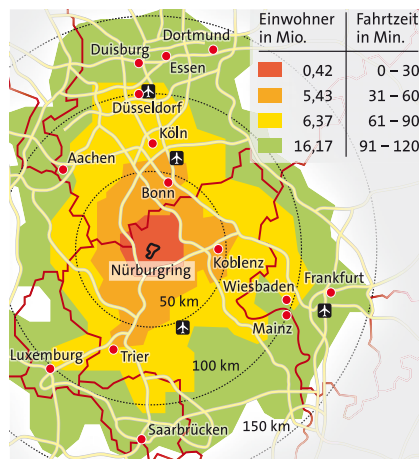 Einwohner Fahrtzeit
in Mio. in Min.
0,42 0 – 30
5,43 31 – 60
6,37 61 – 90
16,17 91 – 120
Dortmund
Duisburg
Essen
Düsseldorf
Köln
Aachen
Bonn
Nürburgring
Koblenz
Wiesbaden
Frankfurt
50 km
Mainz
Luxemburg
Trier
100 km
Saarbrücken
150 km